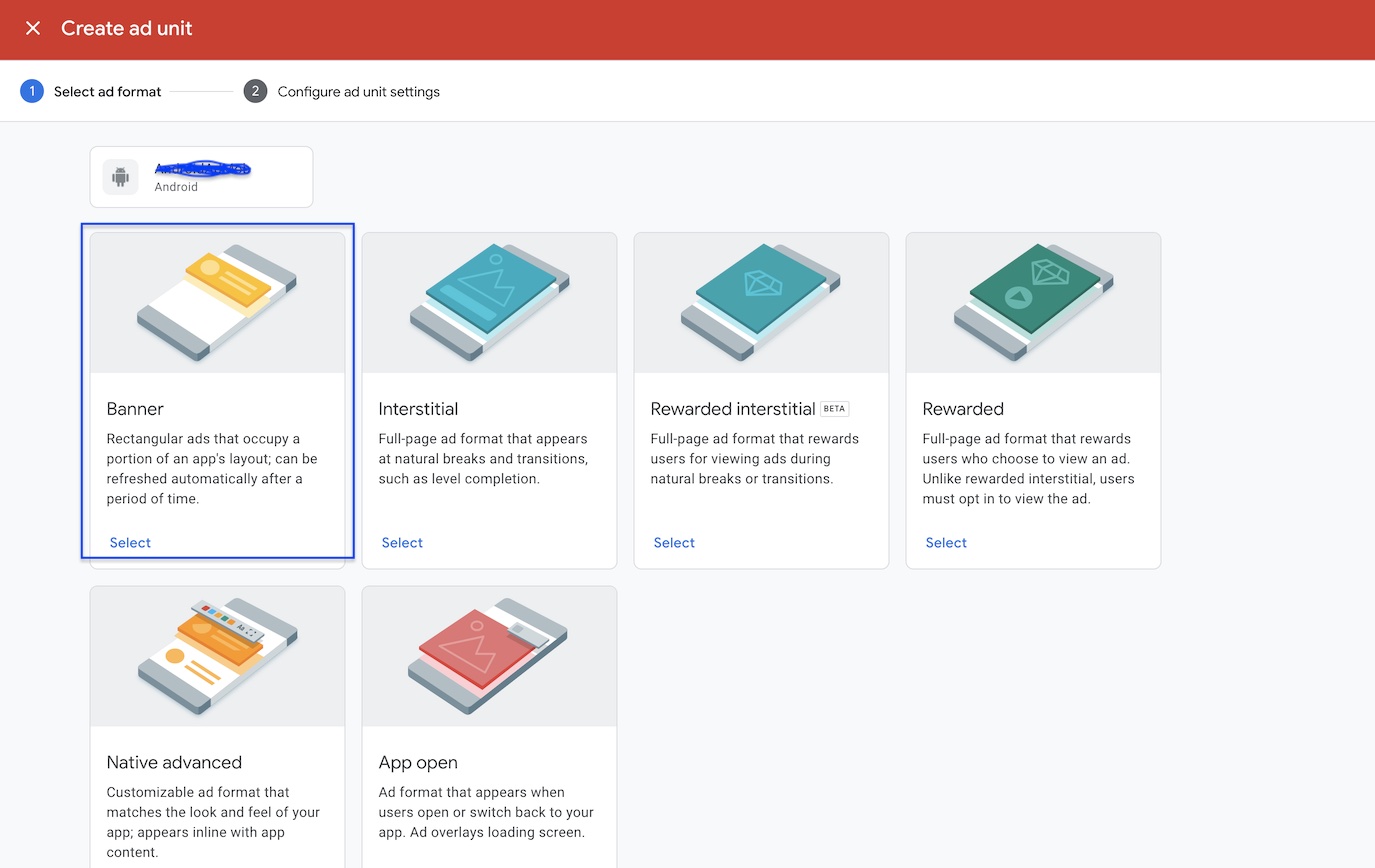 Create ad unit
1 Select ad format
2 Configure ad unit settings
Android
Banner
Rectangular ads that occupy a
portion of an app's layout; can be
refreshed automatically after a
period of time.
Select
Interstitial
Full-page ad format that appears
at natural breaks and transitions,
such as level completion.
Select
Rewarded interstitial BETA
Full-page ad format that rewards
users for viewing ads during
natural breaks or transitions.
Select
Rewarded
Full-page ad format that rewards
users who choose to view an ad.
Unlike rewarded interstitial, users
must opt in to view the ad.
Select
Native advanced
Customizable ad format that
matches the look and feel of your
app; appears inline with app
content.
App open
Ad format that appears when
users open or switch back to your
app. Ad overlays loading screen.